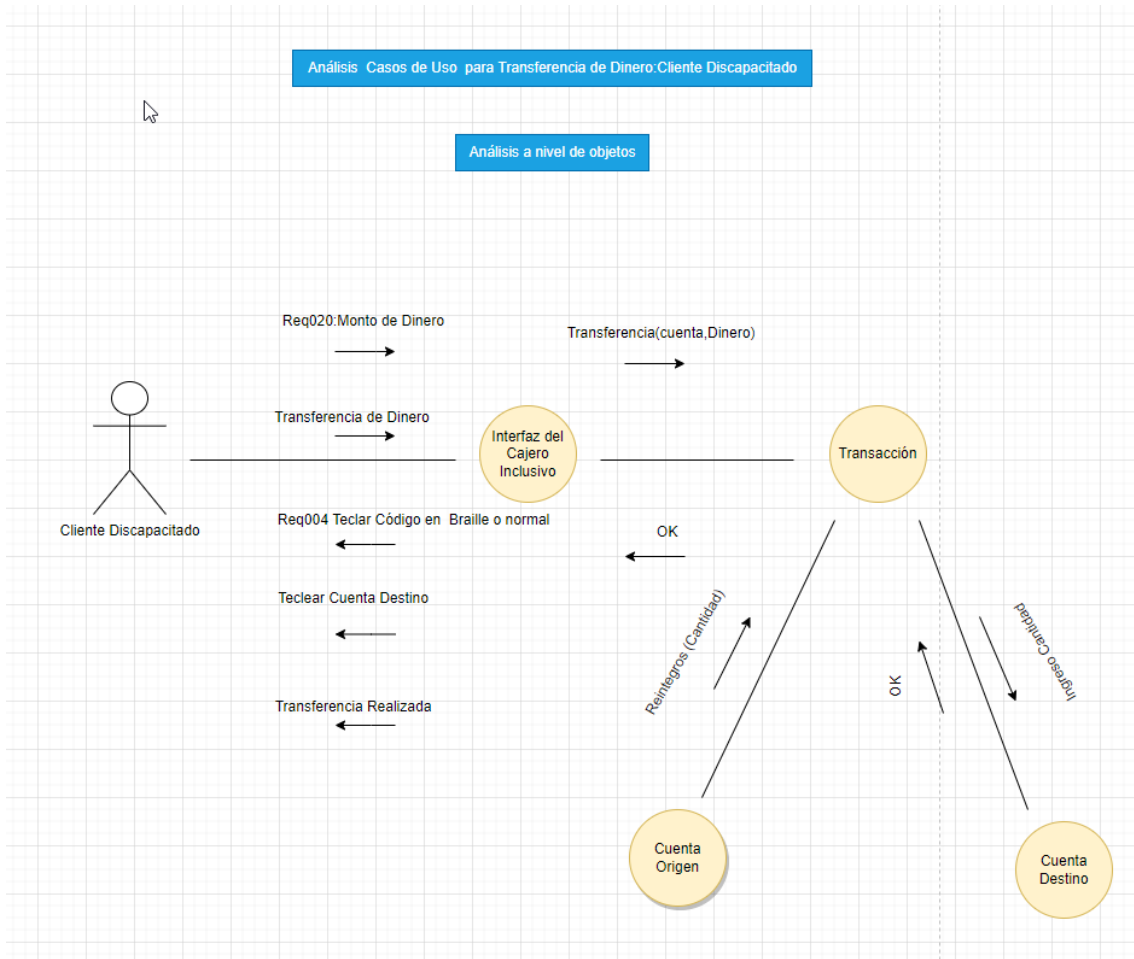 Análisis Casos de Uso para Transferencia de Dinero:Cliente Discapacitado
Análisis a nivel de objetos
Req020:Monto de Dinero
Transferencia(cuenta,Dinero)
Transferencia de Dinero
Interfaz del
Cajero
Inclusivo
Transacción
Cliente Discapacitado
Req004 Teclar Código en Braille o normal
OK
Teclear Cuenta Destino
Reintegros (Cantidad)
Ingreso Cantidad
OK
Transferencia Realizada
Cuenta
Origen
Cuenta
Destino